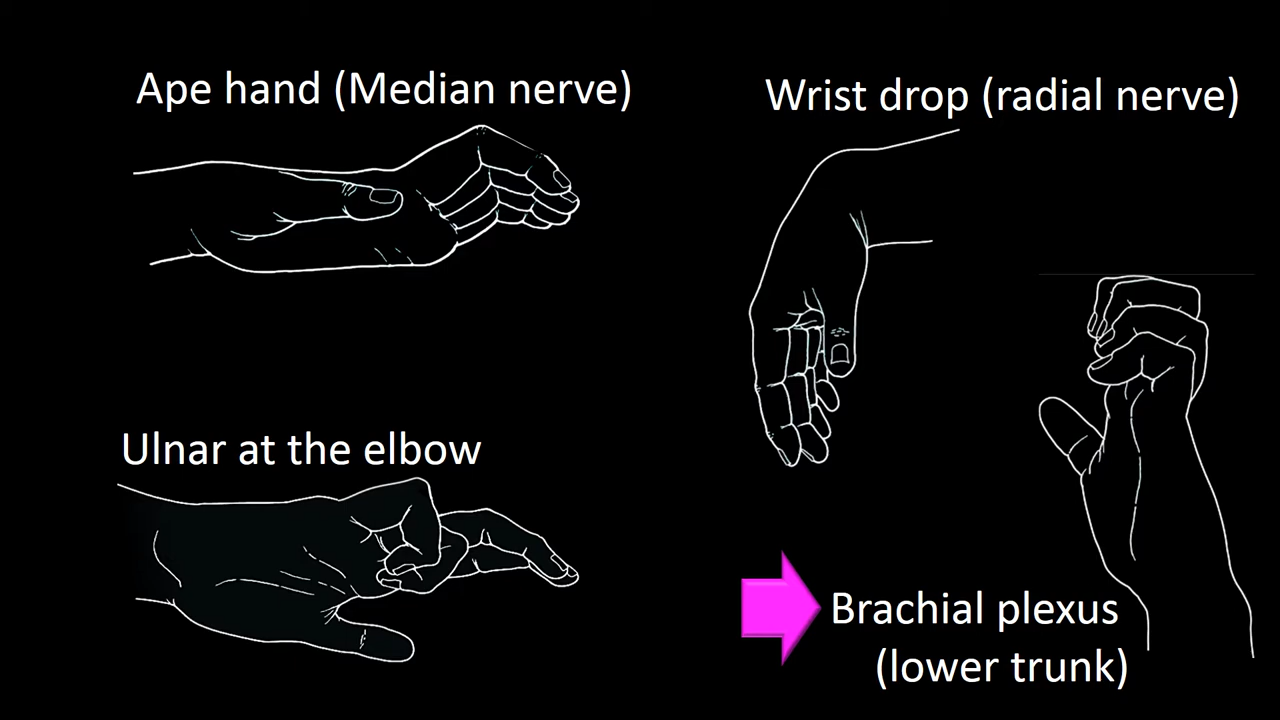 Ape hand (Median nerve)
Wrist drop (radial nerve)
Ulnar at the elbow
Brachial plexus
(lower trunk)